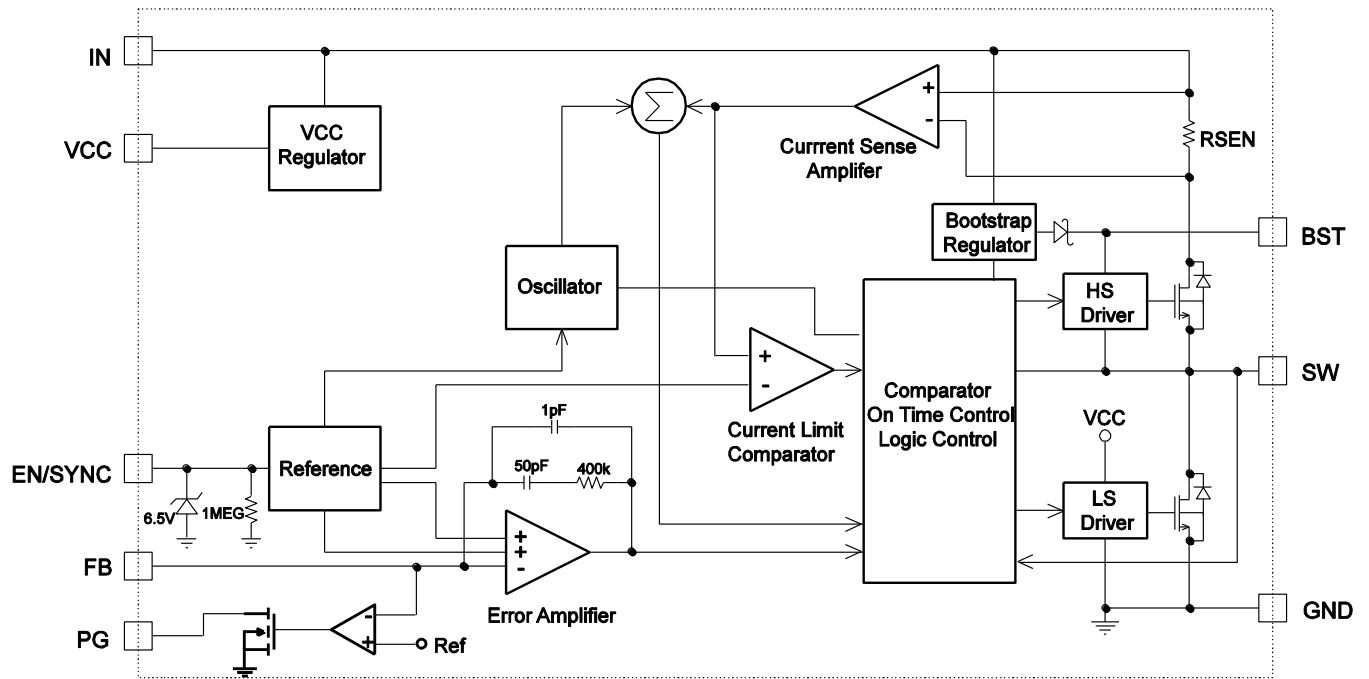 IN
VCC
VCC
Regulator
Σ
+
-
Currrent Sense
Amplifer
RSEN
Bootstrap
Regulator
BST
Oscillator
HS
Driver
+
-
Current Limit
Comparator
Comparator
On Time Control
Logic Control
SW
VCC
1pF
50pF
400k
EN/SYNC
Reference
6.5V
1MEG
LS
Driver
FB
+
+
-
Error Amplifier
PG
-
+
Ref
GND